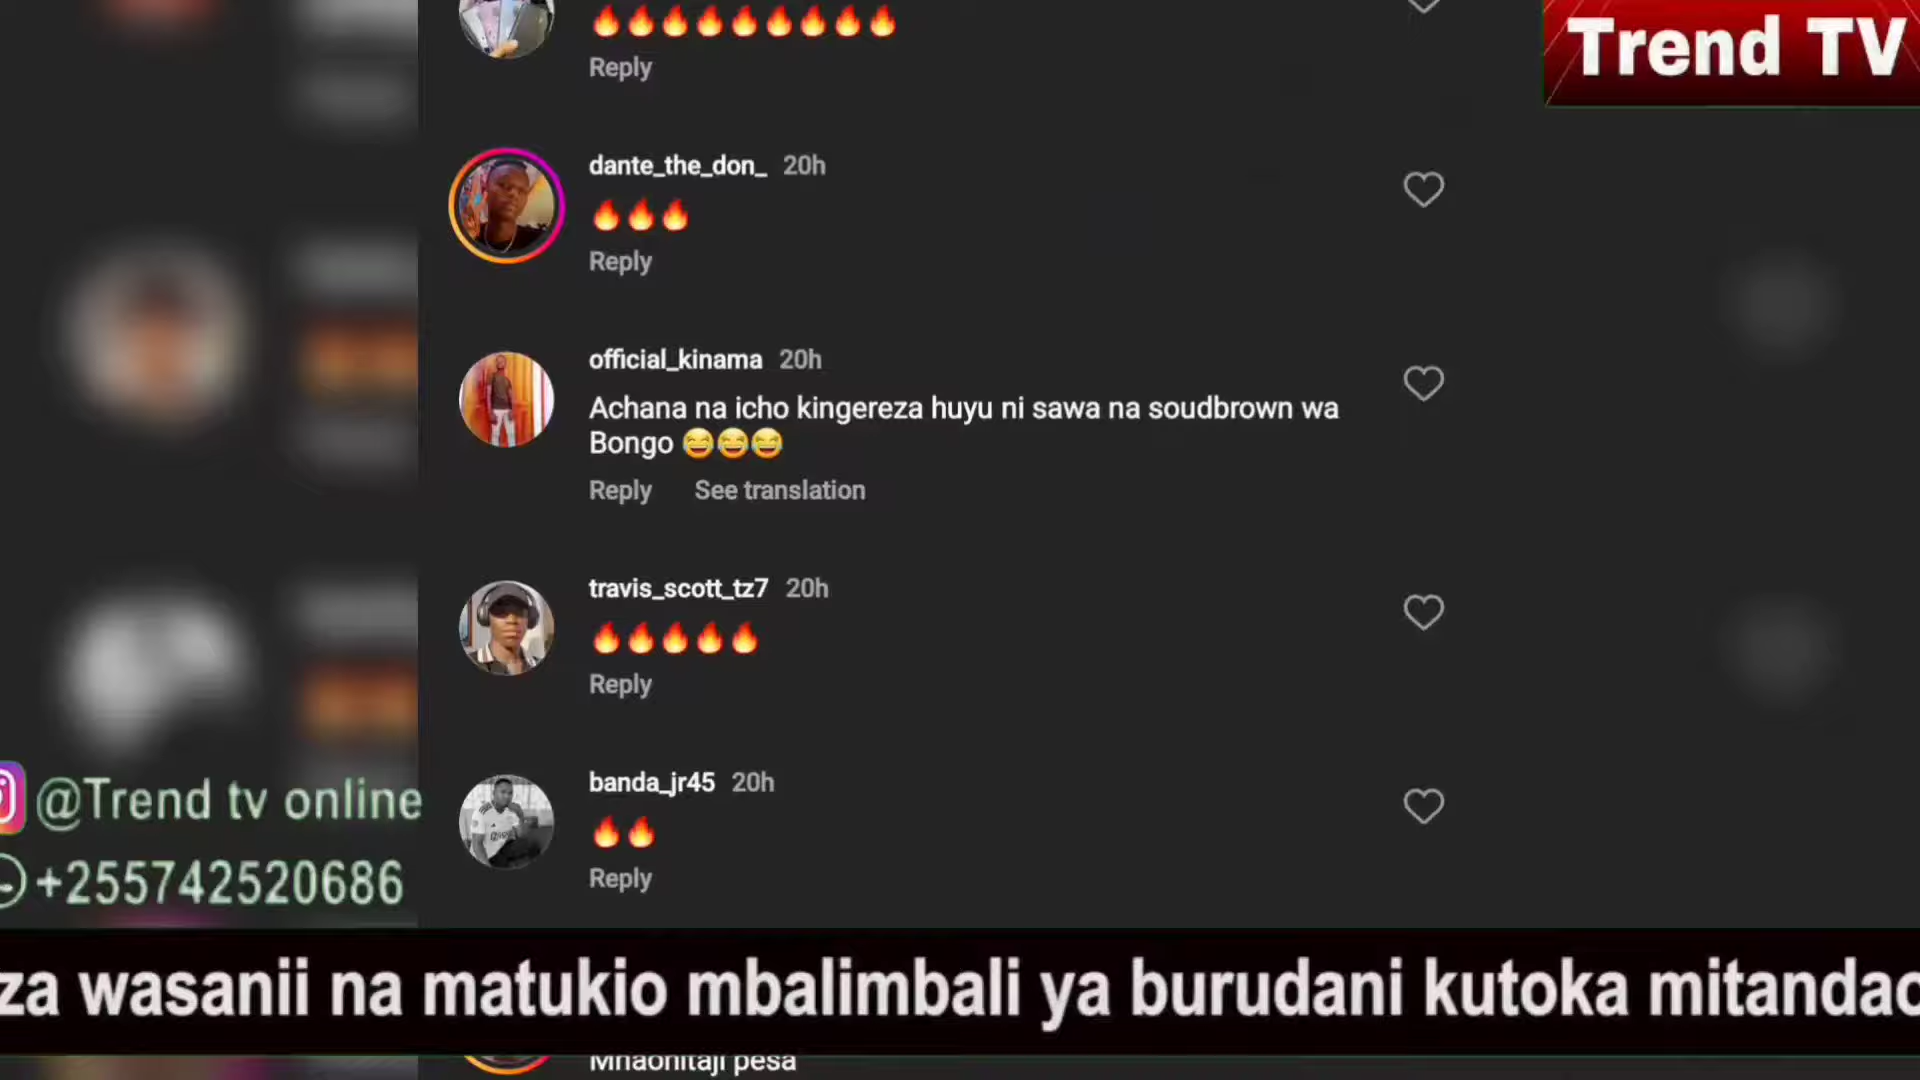 🔥🔥🔥🔥🔥🔥🔥🔥🔥
Reply
Trend TV
dante_the_don_ 20h
🔥🔥🔥
Reply
official_kinama 20h
Achana na icho kingereza huyu ni sawa na soudbrown wa
Bongo 😂😂😂
Reply See translation
travis_scott_tz7 20h
🔥🔥🔥🔥🔥
Reply
banda_jr45 20h
🔥🔥
Reply
@Trend tv online
+255742520686
za wasanii na matukio mbalimbali ya burudani kutoka mitandao
Mnaohitaji pesa